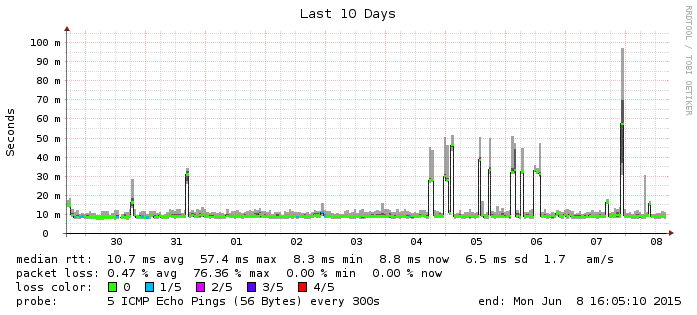 Last 10 Days
RRDTOOL / TOBI OETIKER
Seconds
100 m
90 m
80 m
70 m
60 m
50 m
40 m
30 m
20 m
10 m
0
30 31 01 02 03 04 05 06 07 08
median rtt: 10.7 ms avg 57.4 ms max 8.3 ms min 8.8 ms now 6.5 ms sd 1.7 am/s
packet loss: 0.47 % avg 76.36 % max 0.00 % min 0.00 % now
loss color: 0 1/5 2/5 3/5 4/5
probe: 5 ICMP Echo Pings (56 Bytes) every 300s end: Mon Jun 8 16:05:10 2015